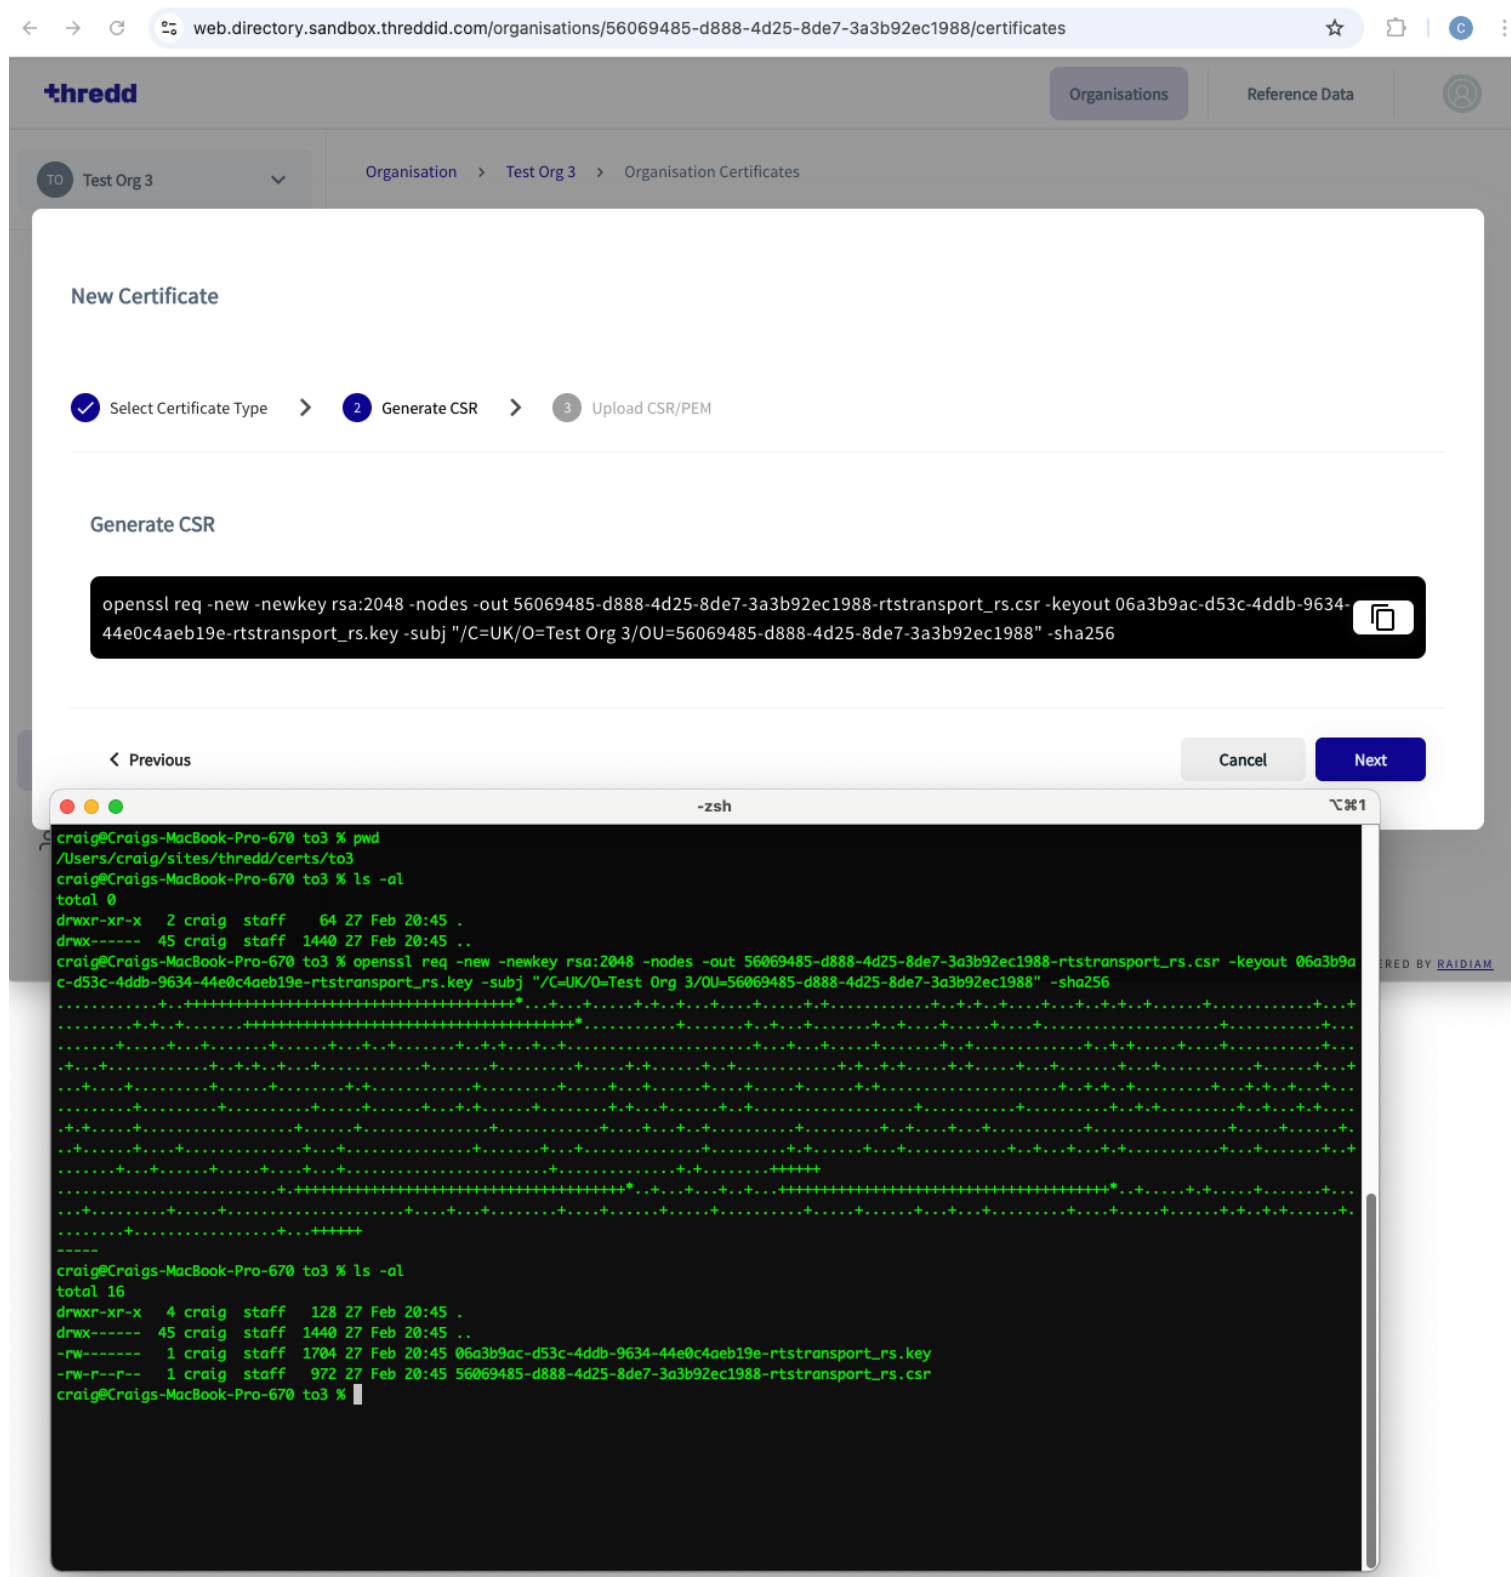 web.directory.sandbox.threddid.com/organisations/56069485-d888-4d25-8de7-3a3b92ec1988/certificates
C
thredd
Organisations
Reference Data
TO
Test Org 3
Organisation > Test Org 3 > Organisation Certificates
New Certificate
Select Certificate Type
2 Generate CSR
3 Upload CSR/PEM
Generate CSR
openssl req -new -newkey rsa:2048 -nodes -out 56069485-d888-4d25-8de7-3a3b92ec1988-rtstransport_rs.csr -keyout 06a3b9ac-d53c-4ddb-9634-
44e0c4aeb19e-rtstransport_rs.key -subj "/C=UK/O=Test Org 3/OU=56069485-d888-4d25-8de7-3a3b92ec1988" -sha256
Previous
Cancel
Next
-zsh
⌥⌘1
craig@Craigs-MacBook-Pro-670 to3 % pwd
/Users/craig/sites/thredd/certs/to3
craig@Craigs-MacBook-Pro-670 to3 % ls -al
total 0
drwxr-xr-x   2 craig  staff    64 27 Feb 20:45 .
drwx------  45 craig  staff  1440 27 Feb 20:45 ..
craig@Craigs-MacBook-Pro-670 to3 % openssl req -new -newkey rsa:2048 -nodes -out 56069485-d888-4d25-8de7-3a3b92ec1988-rtstransport_rs.csr -keyout 06a3b9a
c-d53c-4ddb-9634-44e0c4aeb19e-rtstransport_rs.key -subj "/C=UK/O=Test Org 3/OU=56069485-d888-4d25-8de7-3a3b92ec1988" -sha256
ERED BY RAIDIAM
-----
craig@Craigs-MacBook-Pro-670 to3 % ls -al
total 16
drwxr-xr-x   4 craig  staff   128 27 Feb 20:45 .
drwx------  45 craig  staff  1440 27 Feb 20:45 ..
-rw-------   1 craig  staff  1704 27 Feb 20:45 06a3b9ac-d53c-4ddb-9634-44e0c4aeb19e-rtstransport_rs.key
-rw-r--r--   1 craig  staff   972 27 Feb 20:45 56069485-d888-4d25-8de7-3a3b92ec1988-rtstransport_rs.csr
craig@Craigs-MacBook-Pro-670 to3 %